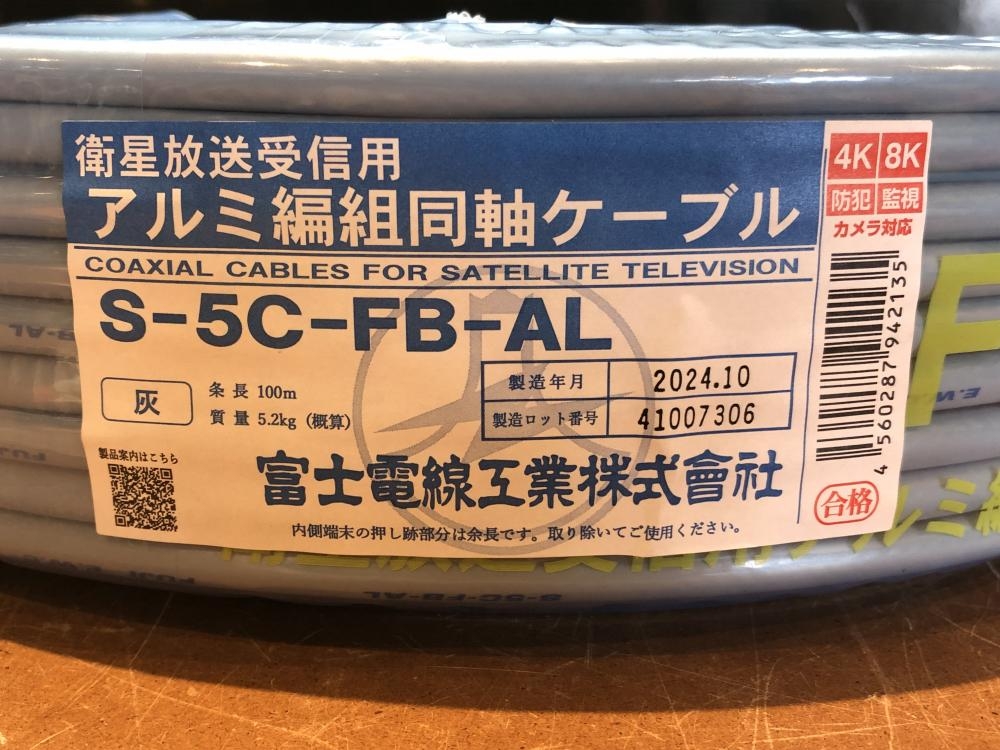 衛星放送受信用
アルミ編組同軸ケーブル
COAXIAL CABLES FOR SATELLITE TELEVISION
S-5C-FB-AL
灰
条長 100m
質量 5.2kg (概算)
製造年月 2024.10
製造ロット番号 41007306
製品案内はこちら
富士電線工業株式會社
内側端末の押し跡部分は余長です。取り除いてご使用ください。
4K 8K
防犯 監視
カメラ対応
4 560287 942135
合格
S-5C-FB-AL